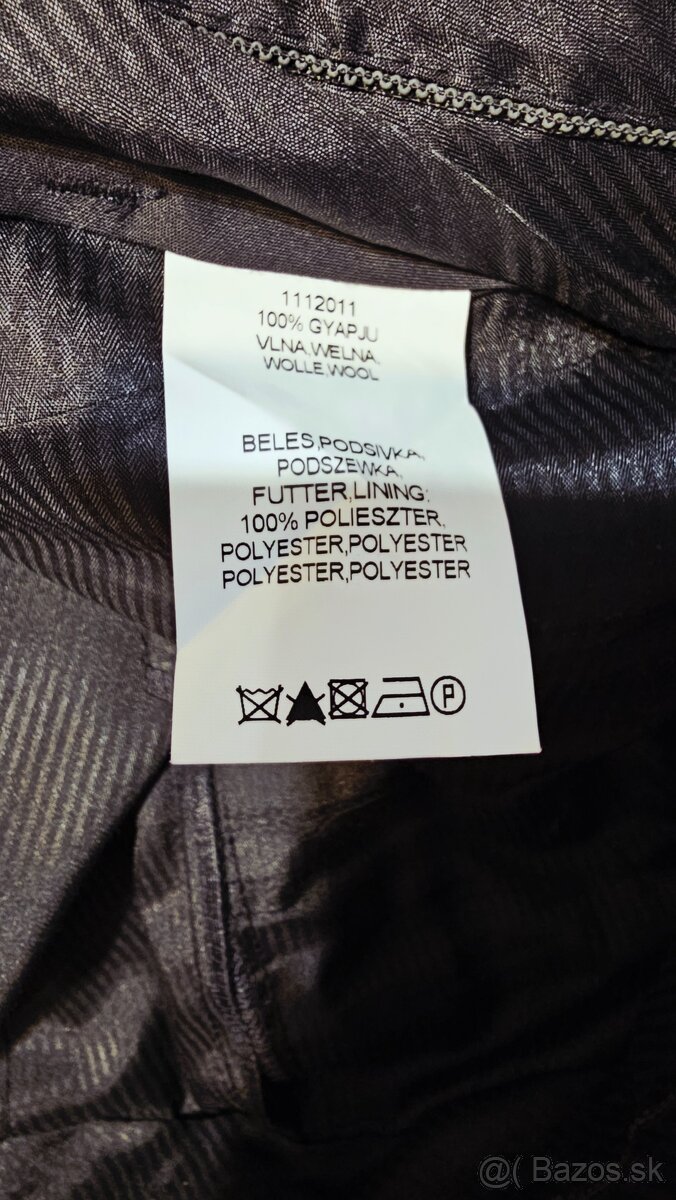 1112011
100% GYAPJU
VLNA,WELNA,
WOLLE,WOOL
BELES,PODSIVKA,
PODSZEWKA,
FUTTER,LINING:
100% POLIESZTER,
POLYESTER,POLYESTER
POLYESTER,POLYESTER
P
@( Bazos.sk